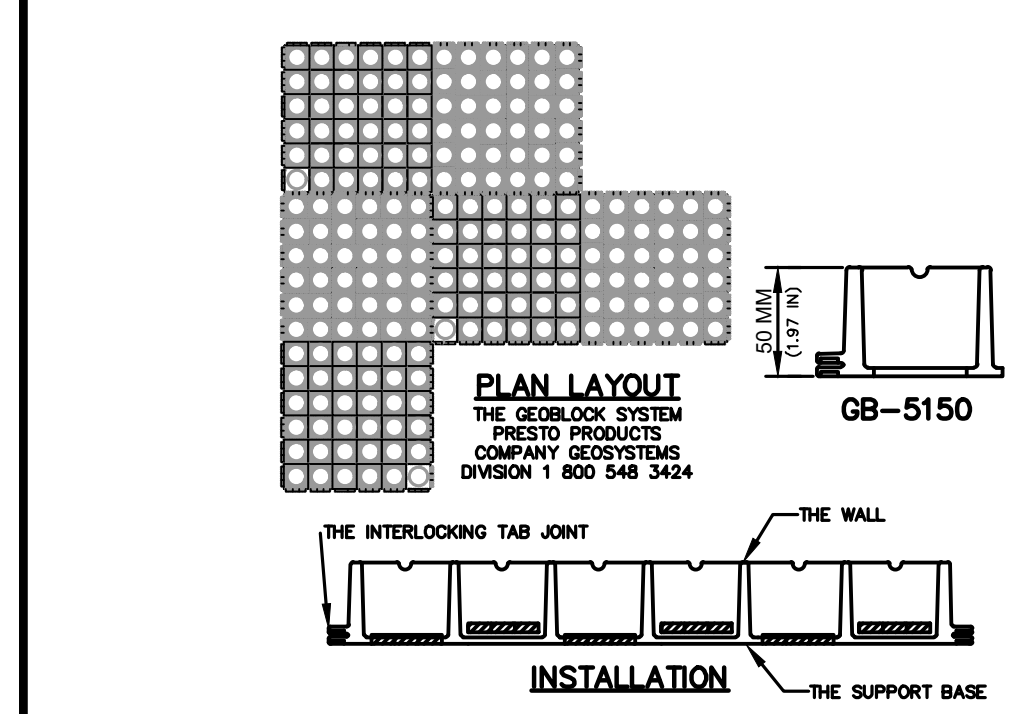 50 MM
(1.97 IN)
GB-5150
PLAN LAYOUT
THE GEOBLOCK SYSTEM
PRESTO PRODUCTS
COMPANY GEOSYSTEMS
DIVISION 1 800 548 3424
THE WALL
THE INTERLOCKING TAB JOINT
INSTALLATION
THE SUPPORT BASE